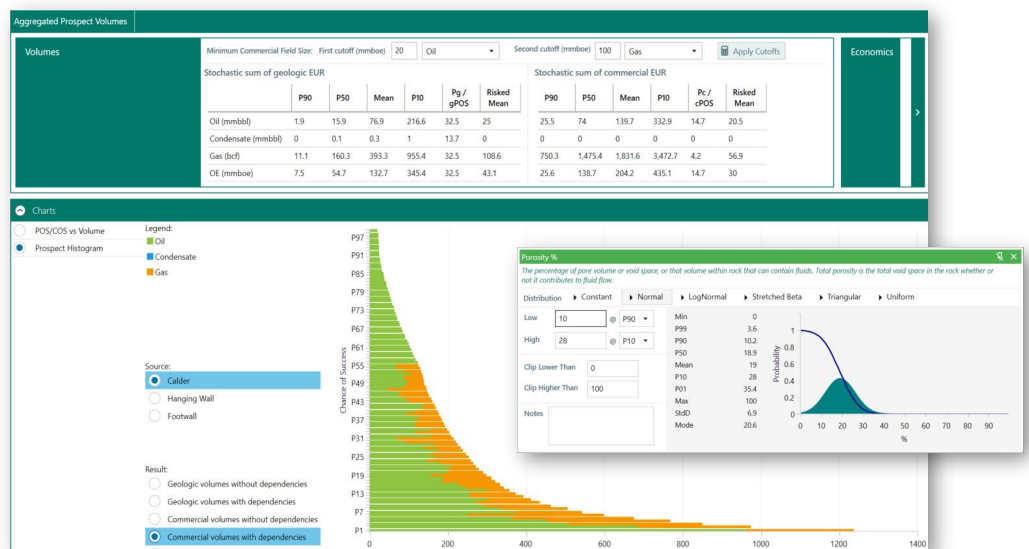 Aggregated Prospect Volumes
Volumes
Minimum Commercial Field Size: First cutoff (mmboe) 20 Oil Second cutoff (mmboe) 100 Gas Apply Cutoffs
Economics
Stochastic sum of geologic EUR
P90 P50 Mean P10 Pg / gPOS Risked Mean
Oil (mmbbl) 1.9 15.9 76.9 216.6 32.5 25
Condensate (mmbbl) 0 0.1 0.3 1 13.7 0
Gas (bcf) 11.1 160.3 393.3 955.4 32.5 108.6
OE (mmboe) 7.5 54.7 132.7 345.4 32.5 43.1
Stochastic sum of commercial EUR
P90 P50 Mean P10 Pc / cPOS Risked Mean
25.5 74 139.7 332.9 14.7 20.5
0 0 0 0 0 0
750.3 1,475.4 1,831.6 3,472.7 4.2 56.9
25.6 138.7 204.2 435.1 14.7 30
Charts
POS/COS vs Volume
Prospect Histogram
Legend:
Oil
Condensate
Gas
Source:
Calder
Hanging Wall
Footwall
Result:
Geologic volumes without dependencies
Geologic volumes with dependencies
Commercial volumes without dependencies
Commercial volumes with dependencies
Chance of Success
P97
P91
P85
P79
P73
P67
P61
P55
P49
P43
P37
P31
P25
P19
P13
P7
P1
0 200 400 600 800 1000 1200 1400
Porosity %
The percentage of pore volume or void space, or that volume within rock that can contain fluids. Total porosity is the total void space in the rock whether or
not it contributes to fluid flow.
Distribution Constant Normal LogNormal Stretched Beta Triangular Uniform
Low 10 @ P90
High 28 @ P10
Clip Lower Than 0
Clip Higher Than 100
Notes
Min 0
P99 3.6
P90 10.2
P50 18.9
Mean 19
P10 28
P01 35.4
Max 100
StdD 6.9
Mode 20.6
Probability
1
0.8
0.6
0.4
0.2
0
0 10 20 30 40 50 60 70 80 90
%